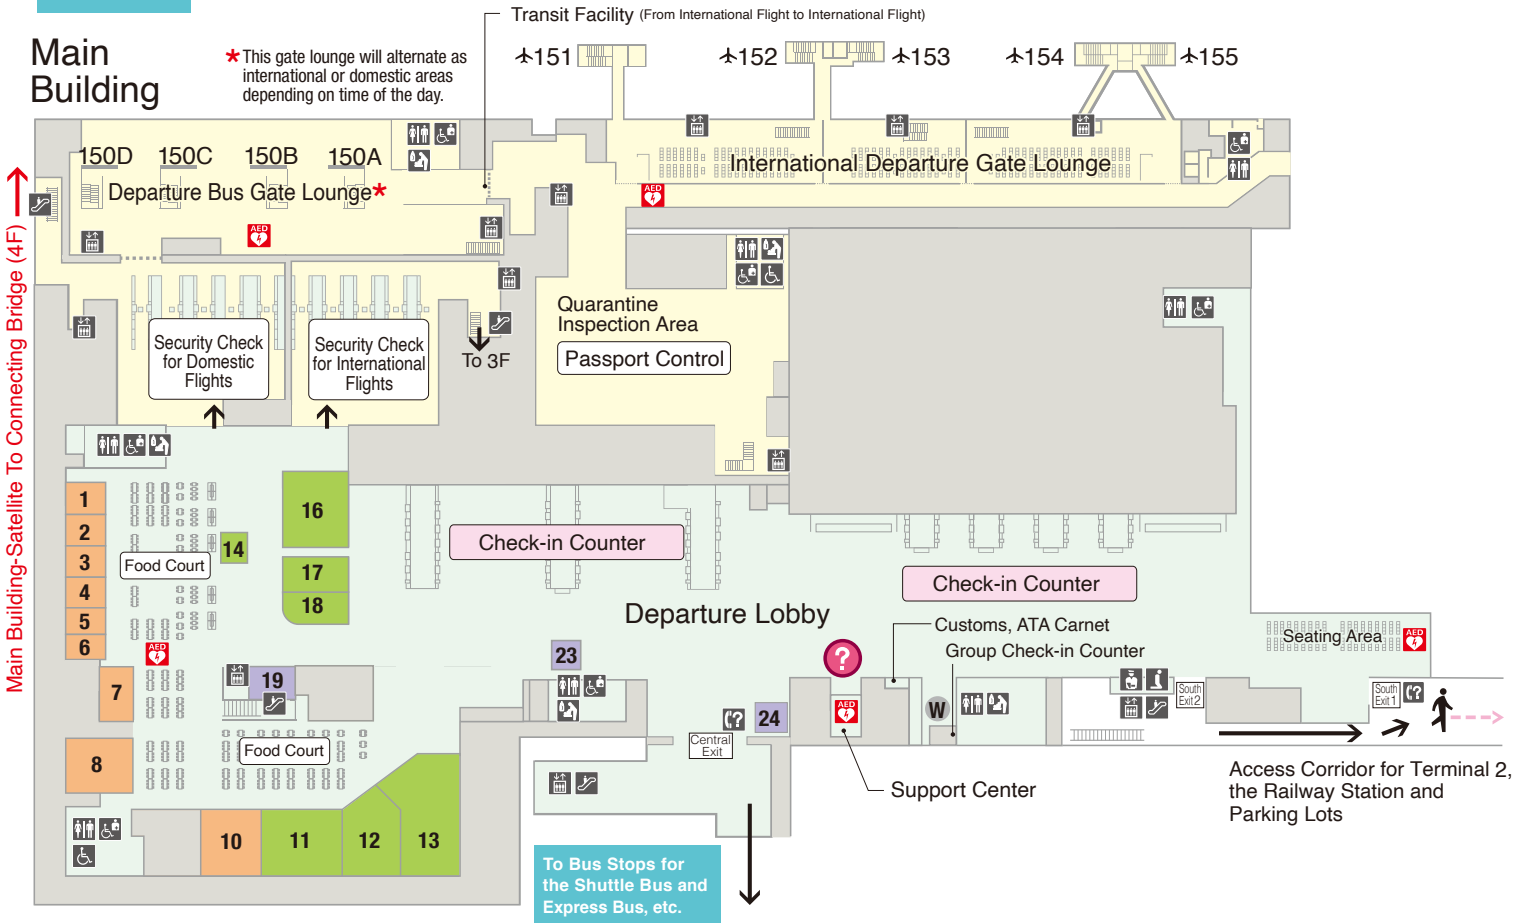 Transit Facility (From International Flight to International Flight)
Main
Building
* This gate lounge will alternate as
international or domestic areas
depending on time of the day.
151
152
153
154
155
150D
150C
150B
150A
Departure Bus Gate Lounge*
International Departure Gate Lounge
AED
AED
Main Building-Satellite To Connecting Bridge (4F)
Security Check
for Domestic
Flights
Security Check
for International
Flights
To 3F
Quarantine
Inspection Area
Passport Control
1
2
3
4
5
6
7
8
Food Court
14
16
17
18
AED
19
Food Court
10
11
12
13
Check-in Counter
Check-in Counter
Departure Lobby
23
24
?
?
AED
Central
Exit
Customs, ATA Carnet
Group Check-in Counter
W
Support Center
Seating Area
AED
South
Exit2
South
Exit1
?
Access Corridor for Terminal 2,
the Railway Station and
Parking Lots
To Bus Stops for
the Shuttle Bus and
Express Bus, etc.